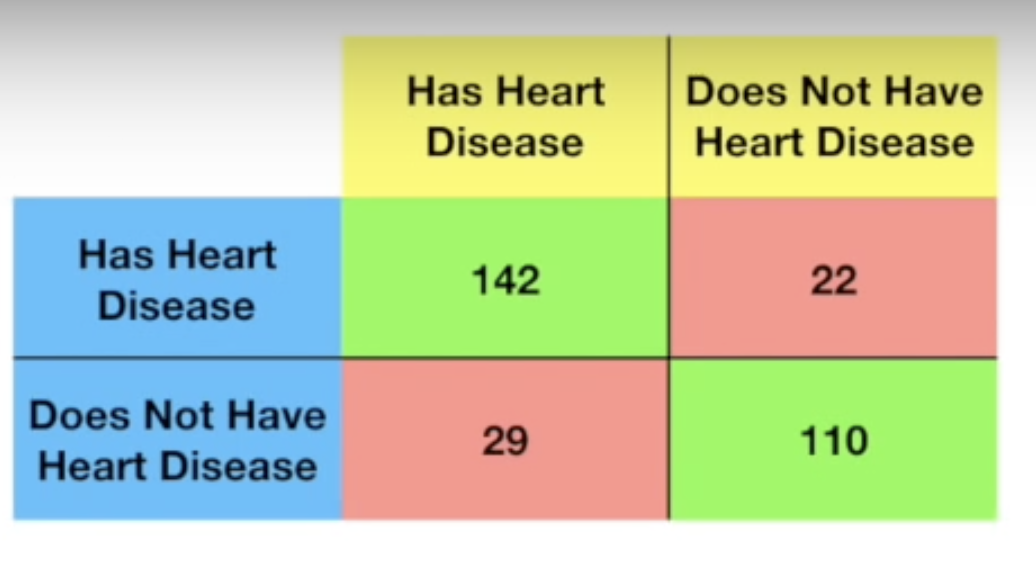 Has Heart
Disease
Does Not Have
Heart Disease
Has Heart
Disease
142
22
Does Not Have
Heart Disease
29
110